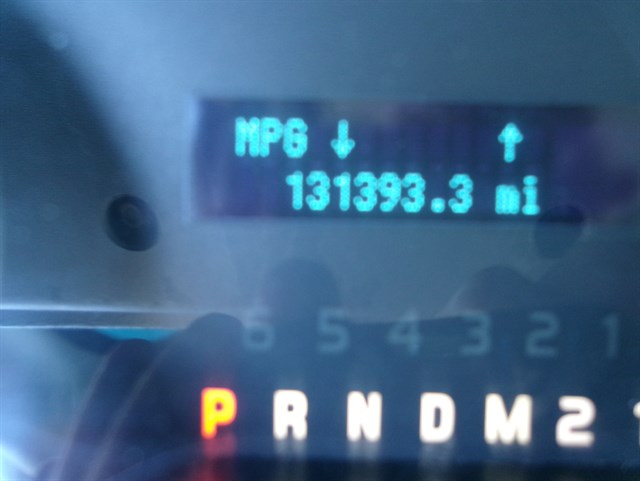 MPG ↓ ↑
131393.3 mi
6 5 4 3 2 1
P R N D M 2